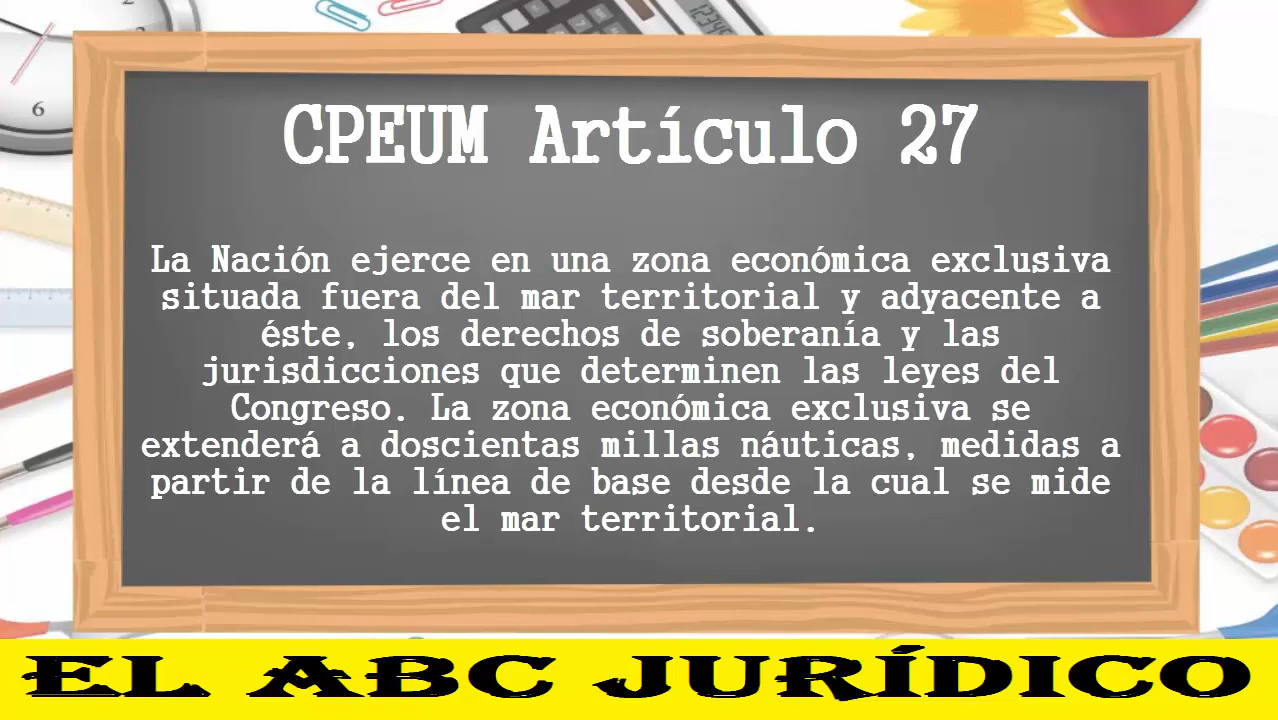 CPEUM Artículo 27
La Nación ejerce en una zona económica exclusiva
situada fuera del mar territorial y adyacente a
éste, los derechos de soberanía y las
jurisdicciones que determinen las leyes del
Congreso. La zona económica exclusiva se
extenderá a doscientas millas náuticas, medidas a
partir de la línea de base desde la cual se mide
el mar territorial.
EL ABC JURÍDICO